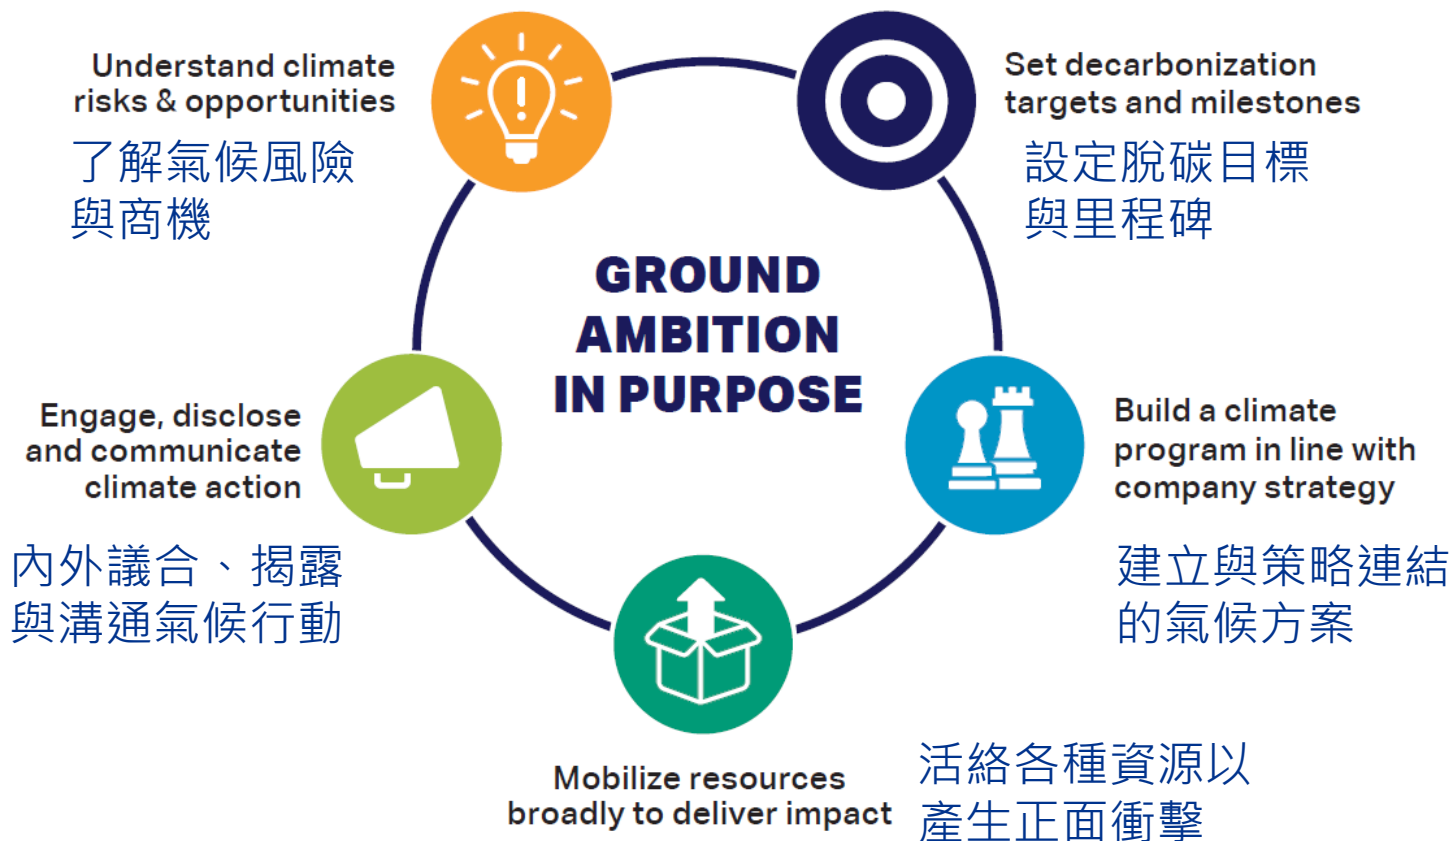 Understand climate
risks & opportunities
了解氣候風險
與商機
Set decarbonization
targets and milestones
設定脫碳目標
與里程碑
GROUND
AMBITION
IN PURPOSE
Engage, disclose
and communicate
climate action
內外議合、揭露
與溝通氣候行動
Build a climate
program in line with
company strategy
建立與策略連結
的氣候方案
Mobilize resources
broadly to deliver impact
活絡各種資源以
產生正面衝擊